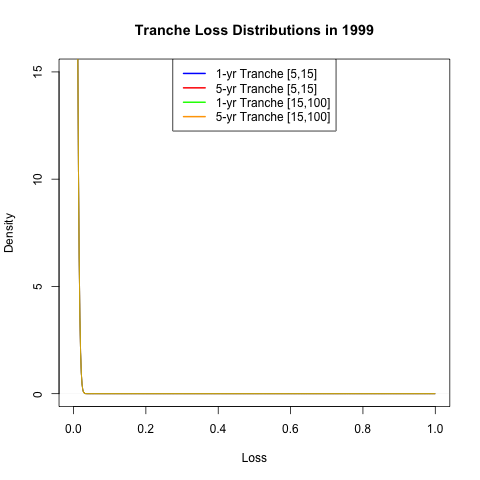 Tranche Loss Distributions in 1999
1-yr Tranche [5,15]
5-yr Tranche [5,15]
1-yr Tranche [15,100]
5-yr Tranche [15,100]
Density
15
10
5
0
0.0 0.2 0.4 0.6 0.8 1.0
Loss